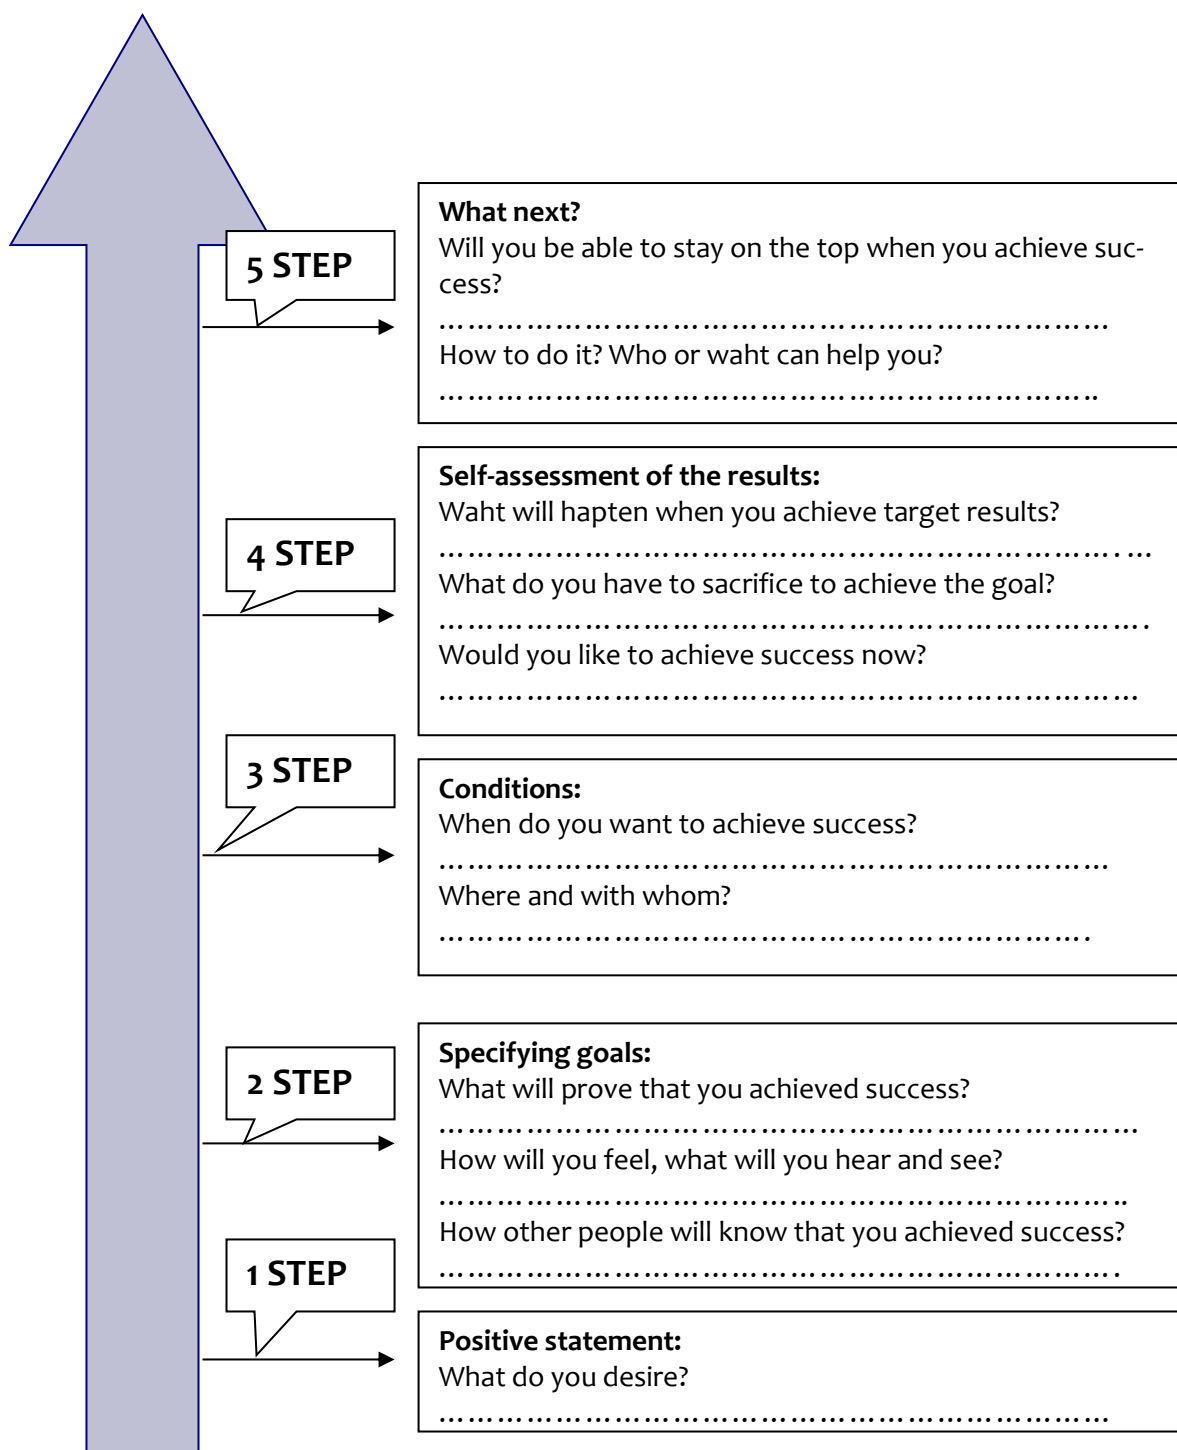 5 STEP
What next?
Will you be able to stay on the top when you achieve suc-
cess?
………………………………………………………………
How to do it? Who or waht can help you?
……………………………………………………………..
4 STEP
Self-assessment of the results:
Waht will hapten when you achieve target results?
……………………………………………………………….…
What do you have to sacrifice to achieve the goal?
………………………………………………………………….
Would you like to achieve success now?
…………………………………………………………………
3 STEP
Conditions:
When do you want to achieve success?
………………………………………………………………
Where and with whom?
…………………………………………………………….
2 STEP
Specifying goals:
What will prove that you achieved success?
…………………………………………………………………
How will you feel, what will you hear and see?
………………………………………………………………..
How other people will know that you achieved success?
……………………………………………………………….
1 STEP
Positive statement:
What do you desire?
………………………………………………………………